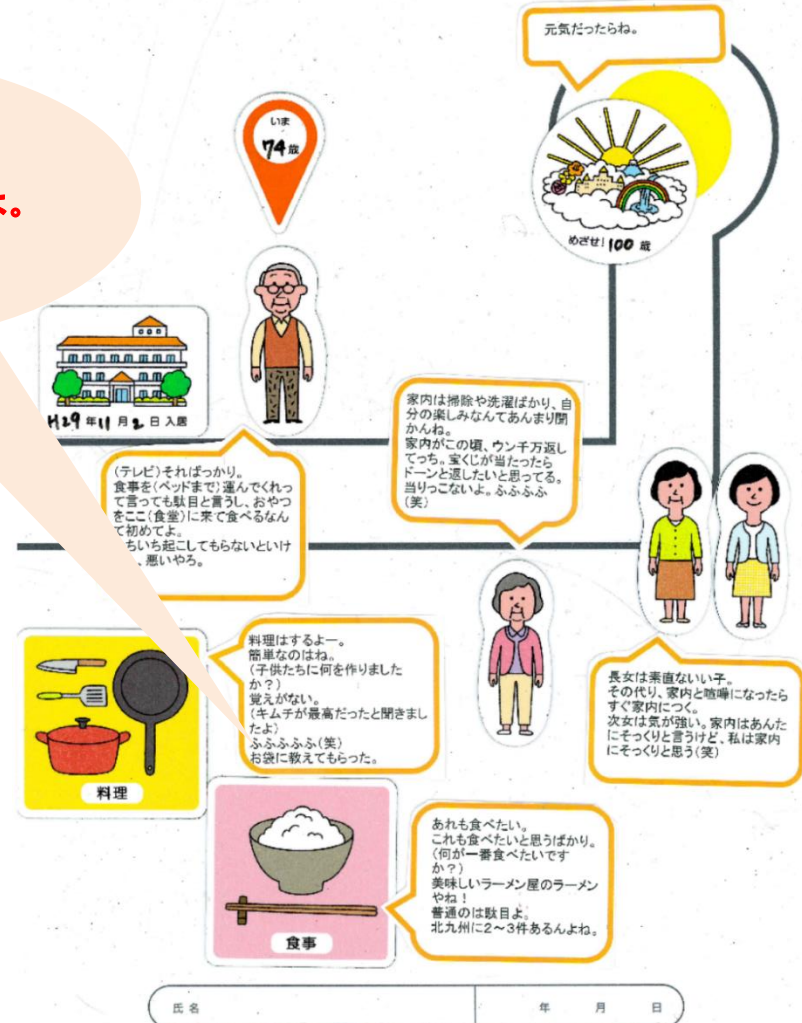 元気だったらね。
いま
74歳
よ。
めざせ!100歳
H29年11月2日入居
家内は掃除や洗濯ばかり、自
分の楽しみなんてあんまり聞
かんね。
家内がこの頃、ウン千万返し
てっち。宝くじが当たったら
ドーンと返したいと思ってる。
当りっこないよ。ふふふふ
(笑)
(テレビ)そればっかり。
食事を(ベッドまで)運んでくれっ
て言っても駄目と言うし、おやつ
をここ(食堂)に来て食べるなん
て初めてよ。
ちいち起こしてもらないといけ
、悪いやろ。
料理はするよー。
簡単なのはね。
(子供たちに何を作りました
か?)
覚えがない。
(キムチが最高だったと聞きまし
たよ)
ふふふふふ(笑)
お袋に教えてもらった。
料理
長女は素直ないい子。
その代り、家内と喧嘩になったら
すぐ家内につく。
次女は気が強い。家内はあんた
にそっくりと言うけど、私は家内
にそっくりと思う(笑)
あれも食べたい。
これも食べたいと思うばかり。
(何が一番食べたいです
か?)
美味しいラーメン屋のラーメン
やね!
普通のは駄目よ。
北九州に2~3件あるんよね。
食事
氏名 年 月 日